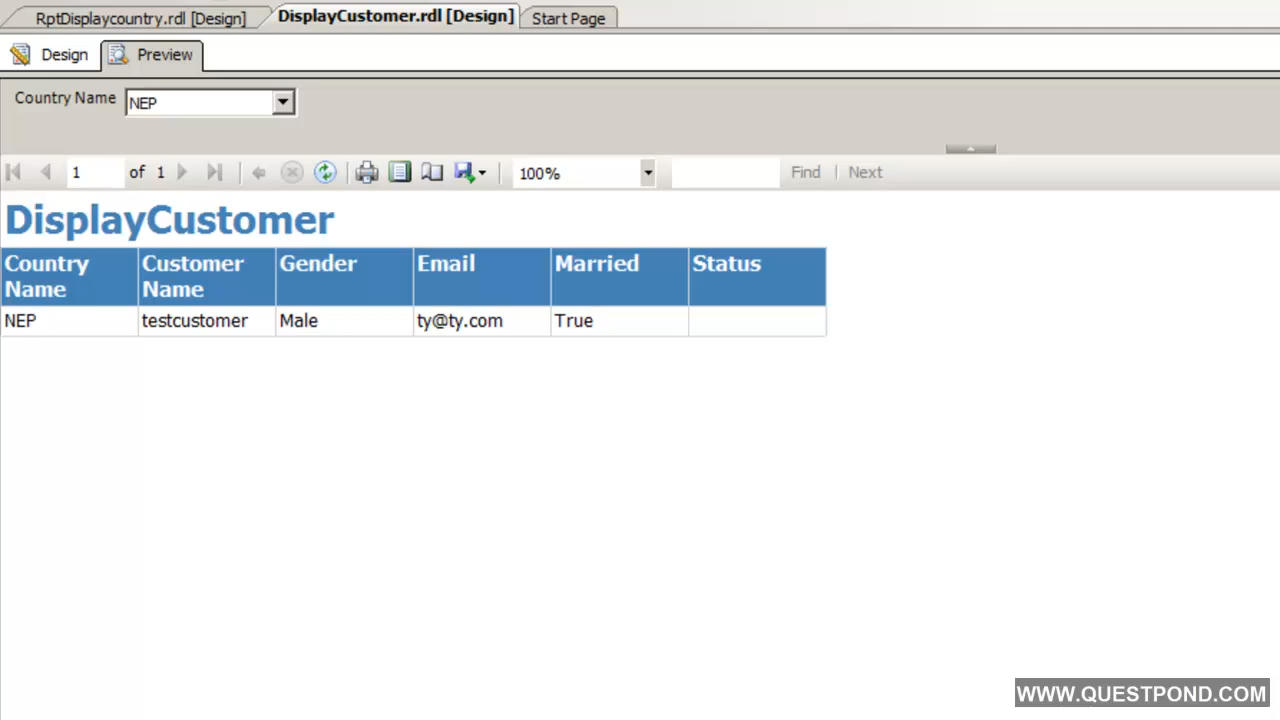 RptDisplaycountry.rdl [Design] DisplayCustomer.rdl [Design] Start Page
Design Preview
Country Name NEP
1 of 1 100% Find | Next
DisplayCustomer
Country Name Customer Name Gender Email Married Status
NEP testcustomer Male ty@ty.com True
WWW.QUESTPOND.COM